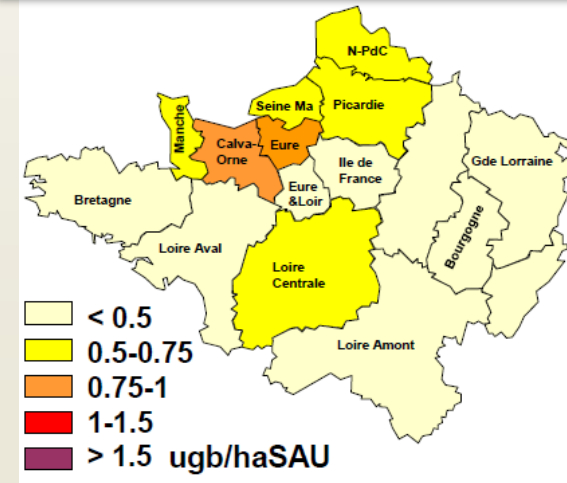 N-PdC
Seine Ma
Picardie
Manche
Calva-
Orne
Eure
Ile de
France
Gde Lorraine
Eure
&Loir
Bretagne
Bourgogne
Loire Aval
Loire
Centrale
Loire Amont
< 0.5
0.5-0.75
0.75-1
1-1.5
> 1.5 ugb/haSAU